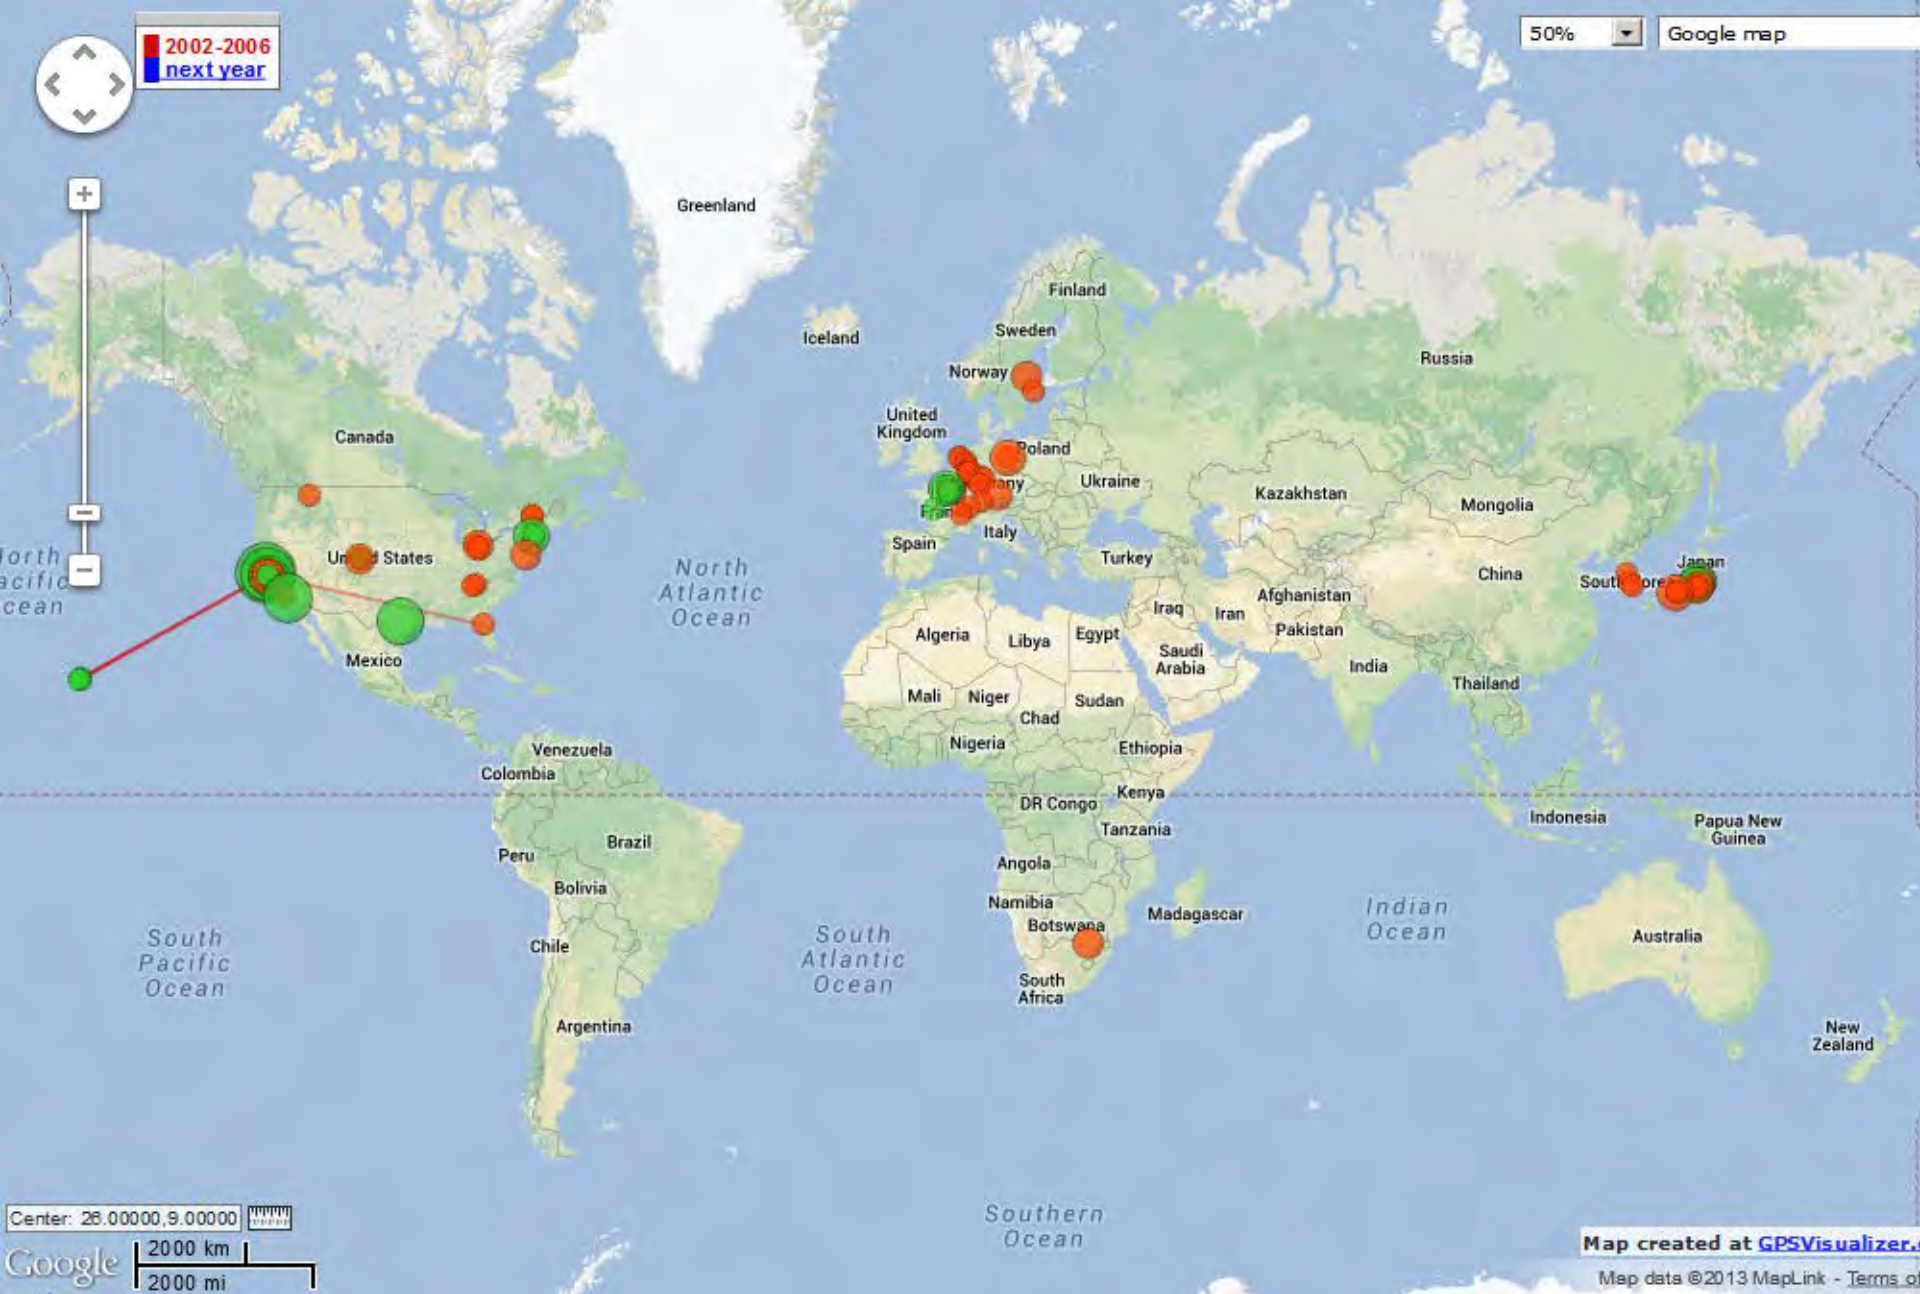 2002-2006
next year
50%
Google map
Greenland
Finland
Iceland
Sweden
Russia
Norway
United
Kingdom
Canada
Poland
Ukraine
Kazakhstan
Mongolia
Italy
Spain
Turkey
China
Japan
North
Atlantic
Ocean
Afghanistan
Iraq
Iran
Pakistan
Algeria
Libya
Egypt
Saudi
Arabia
India
Thailand
Mexico
Mali
Niger
Sudan
Chad
Nigeria
Ethiopia
Venezuela
Colombia
Kenya
DR Congo
Indonesia
Papua New
Guinea
Tanzania
Brazil
Peru
Angola
Bolivia
Namibia
Botswana
Madagascar
Indian
Ocean
Australia
Chile
South
Pacific
Ocean
South
Atlantic
Ocean
South
Africa
Argentina
New
Zealand
Southern
Ocean
Center: 26.00000,9.00000
Google
2000 km
2000 mi
Map created at GPSVisualizer.
Map data ©2013 MapLink - Terms of